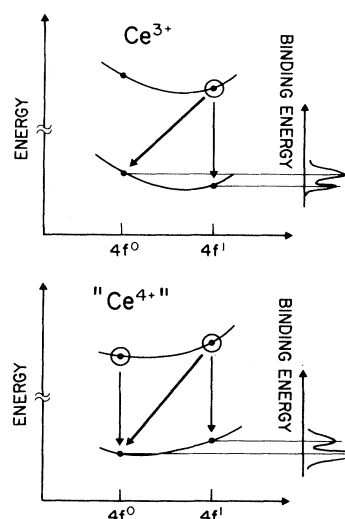 Ce³⁺
ENERGY
BINDING ENERGY
4f⁰ 4f¹
"Ce⁴⁺"
ENERGY
BINDING ENERGY
4f⁰ 4f¹